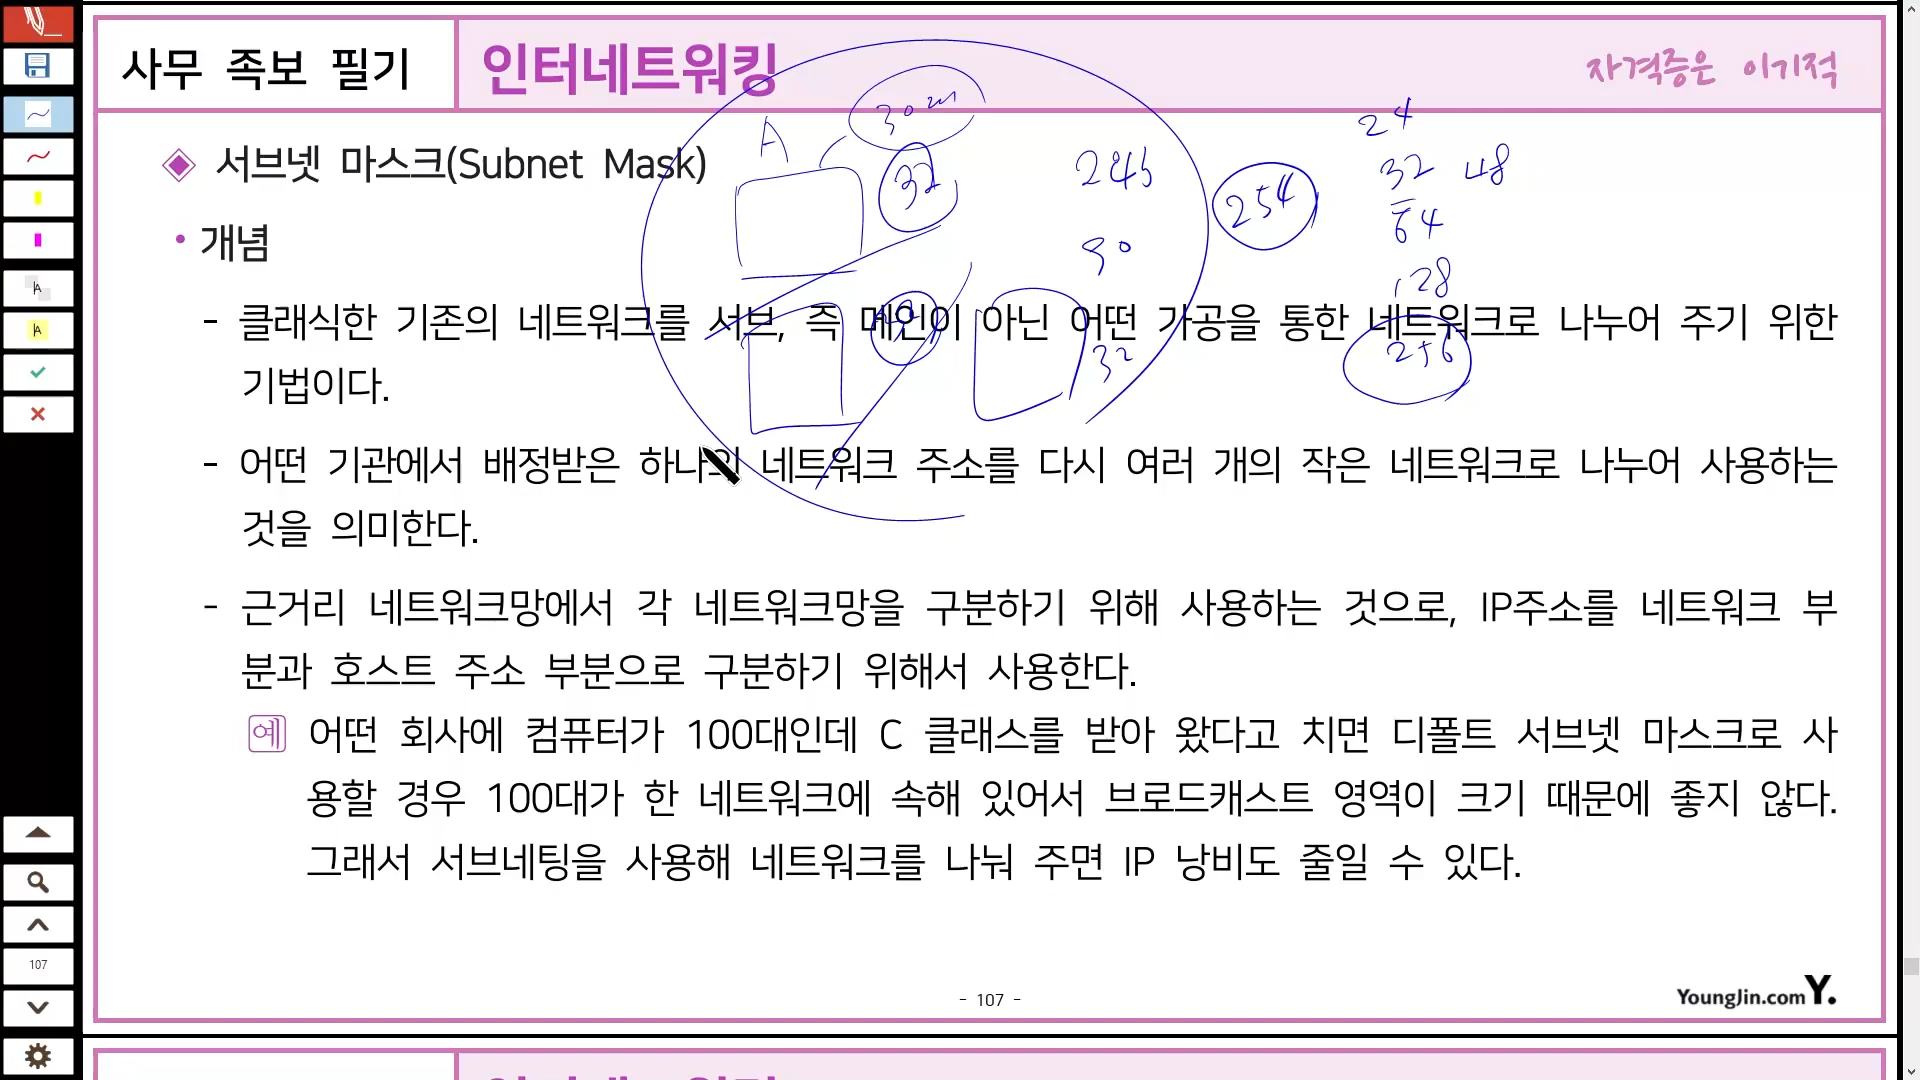 사무 족보 필기
인터네트워킹
자격증은 이기적
서브넷 마스크(Subnet Mask)
• 개념
- 클래식한 기존의 네트워크를 서브, 즉 메인이 아닌 어떤 가공을 통한 네트워크로 나누어 주기 위한
기법이다.
- 어떤 기관에서 배정받은 하나의 네트워크 주소를 다시 여러 개의 작은 네트워크로 나누어 사용하는
것을 의미한다.
- 근거리 네트워크망에서 각 네트워크망을 구분하기 위해 사용하는 것으로, IP주소를 네트워크 부
분과 호스트 주소 부분으로 구분하기 위해서 사용한다.
예 어떤 회사에 컴퓨터가 100대인데 C 클래스를 받아 왔다고 치면 디폴트 서브넷 마스크로 사
용할 경우 100대가 한 네트워크에 속해 있어서 브로드캐스트 영역이 크기 때문에 좋지 않다.
그래서 서브네팅을 사용해 네트워크를 나눠 주면 IP 낭비도 줄일 수 있다.
A
32
254
24
32 48
64
128
256
90
32
- 107 -
YoungJin.com Y.
107
A
A